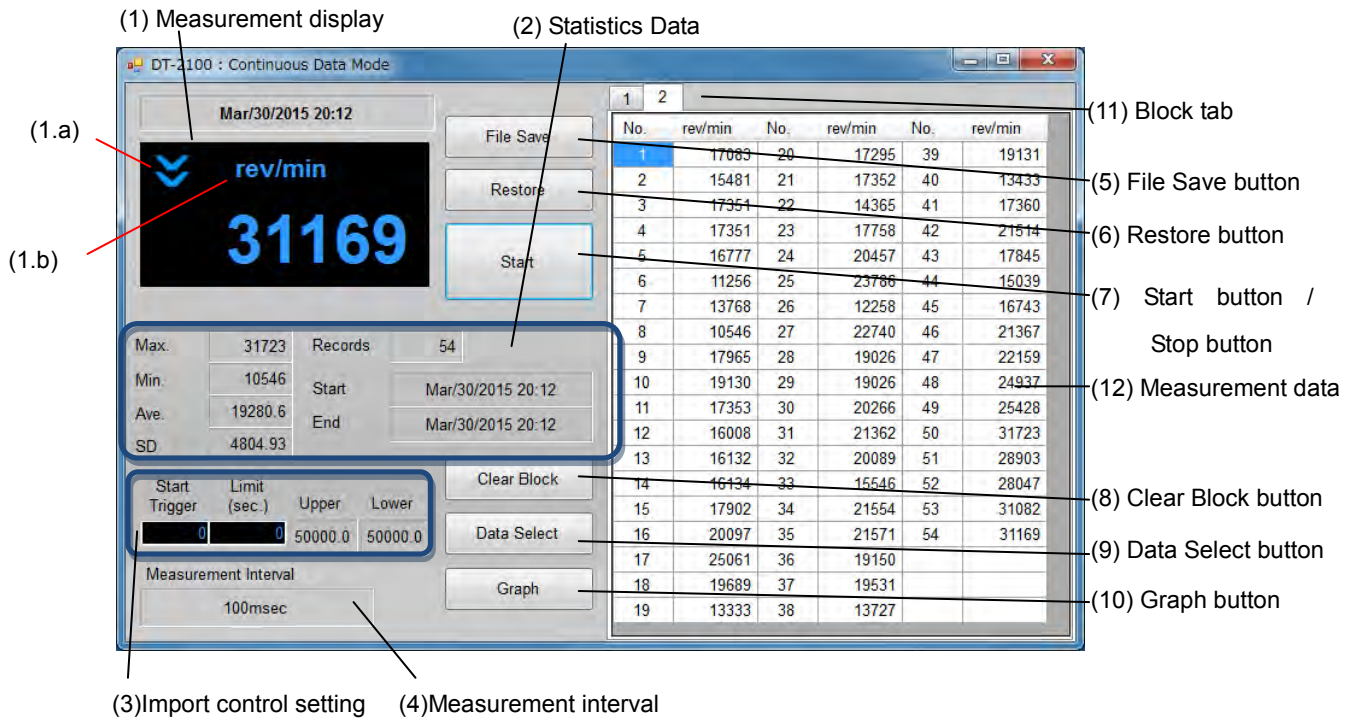 (1) Measurement display
(2) Statistics Data
DT-2100 : Continuous Data Mode
Mar/30/2015 20:12
(1.a)
rev/min
31169
(1.b)
File Save
Restore
Start
1 2
(11) Block tab
No. rev/min No. rev/min No. rev/min
1 17083 20 17295 39 19131
2 15481 21 17352 40 13433
3 17351 22 14365 41 17360
4 17351 23 17758 42 21514
5 16777 24 20457 43 17845
6 11256 25 23786 44 15039
7 13768 26 12258 45 16743
8 10546 27 22740 46 21367
9 17965 28 19026 47 22159
10 19130 29 19026 48 24937
11 17353 30 20266 49 25428
12 16008 31 21362 50 31723
13 16132 32 20089 51 28903
14 16134 33 15546 52 28047
15 17902 34 21554 53 31082
16 20097 35 21571 54 31169
17 25061 36 19150
18 19689 37 19531
19 13333 38 13727
(5) File Save button
(6) Restore button
(7) Start button /
Stop button
(12) Measurement data
(8) Clear Block button
(9) Data Select button
(10) Graph button
Max. 31723 Records 54
Min. 10546 Start Mar/30/2015 20:12
Ave. 19280.6 End Mar/30/2015 20:12
SD 4804.93
Start Trigger Limit (sec.) Upper Lower
0 0 50000.0 50000.0
Clear Block
Data Select
Graph
Measurement Interval
100msec
(3)Import control setting
(4)Measurement interval